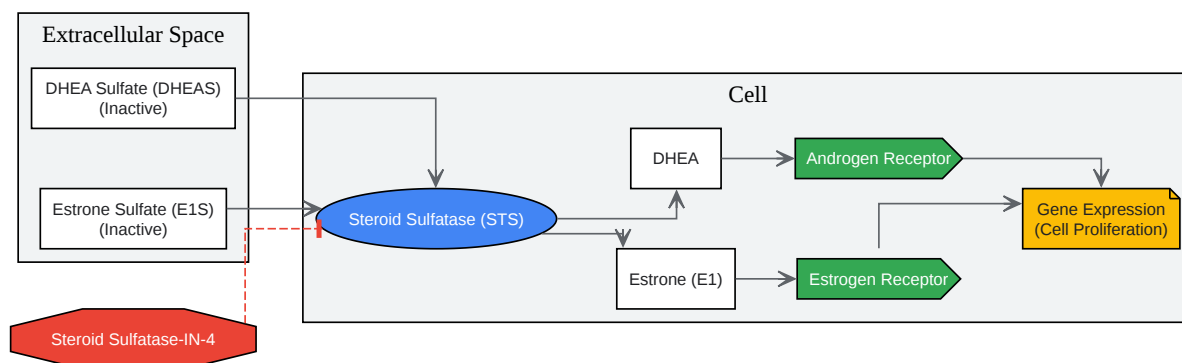 Extracellular Space
DHEA Sulfate (DHEAS)
(Inactive)
Estrone Sulfate (E1S)
(Inactive)
Steroid Sulfatase-IN-4
Cell
Steroid Sulfatase (STS)
DHEA
Androgen Receptor
Estrone (E1)
Estrogen Receptor
Gene Expression
(Cell Proliferation)